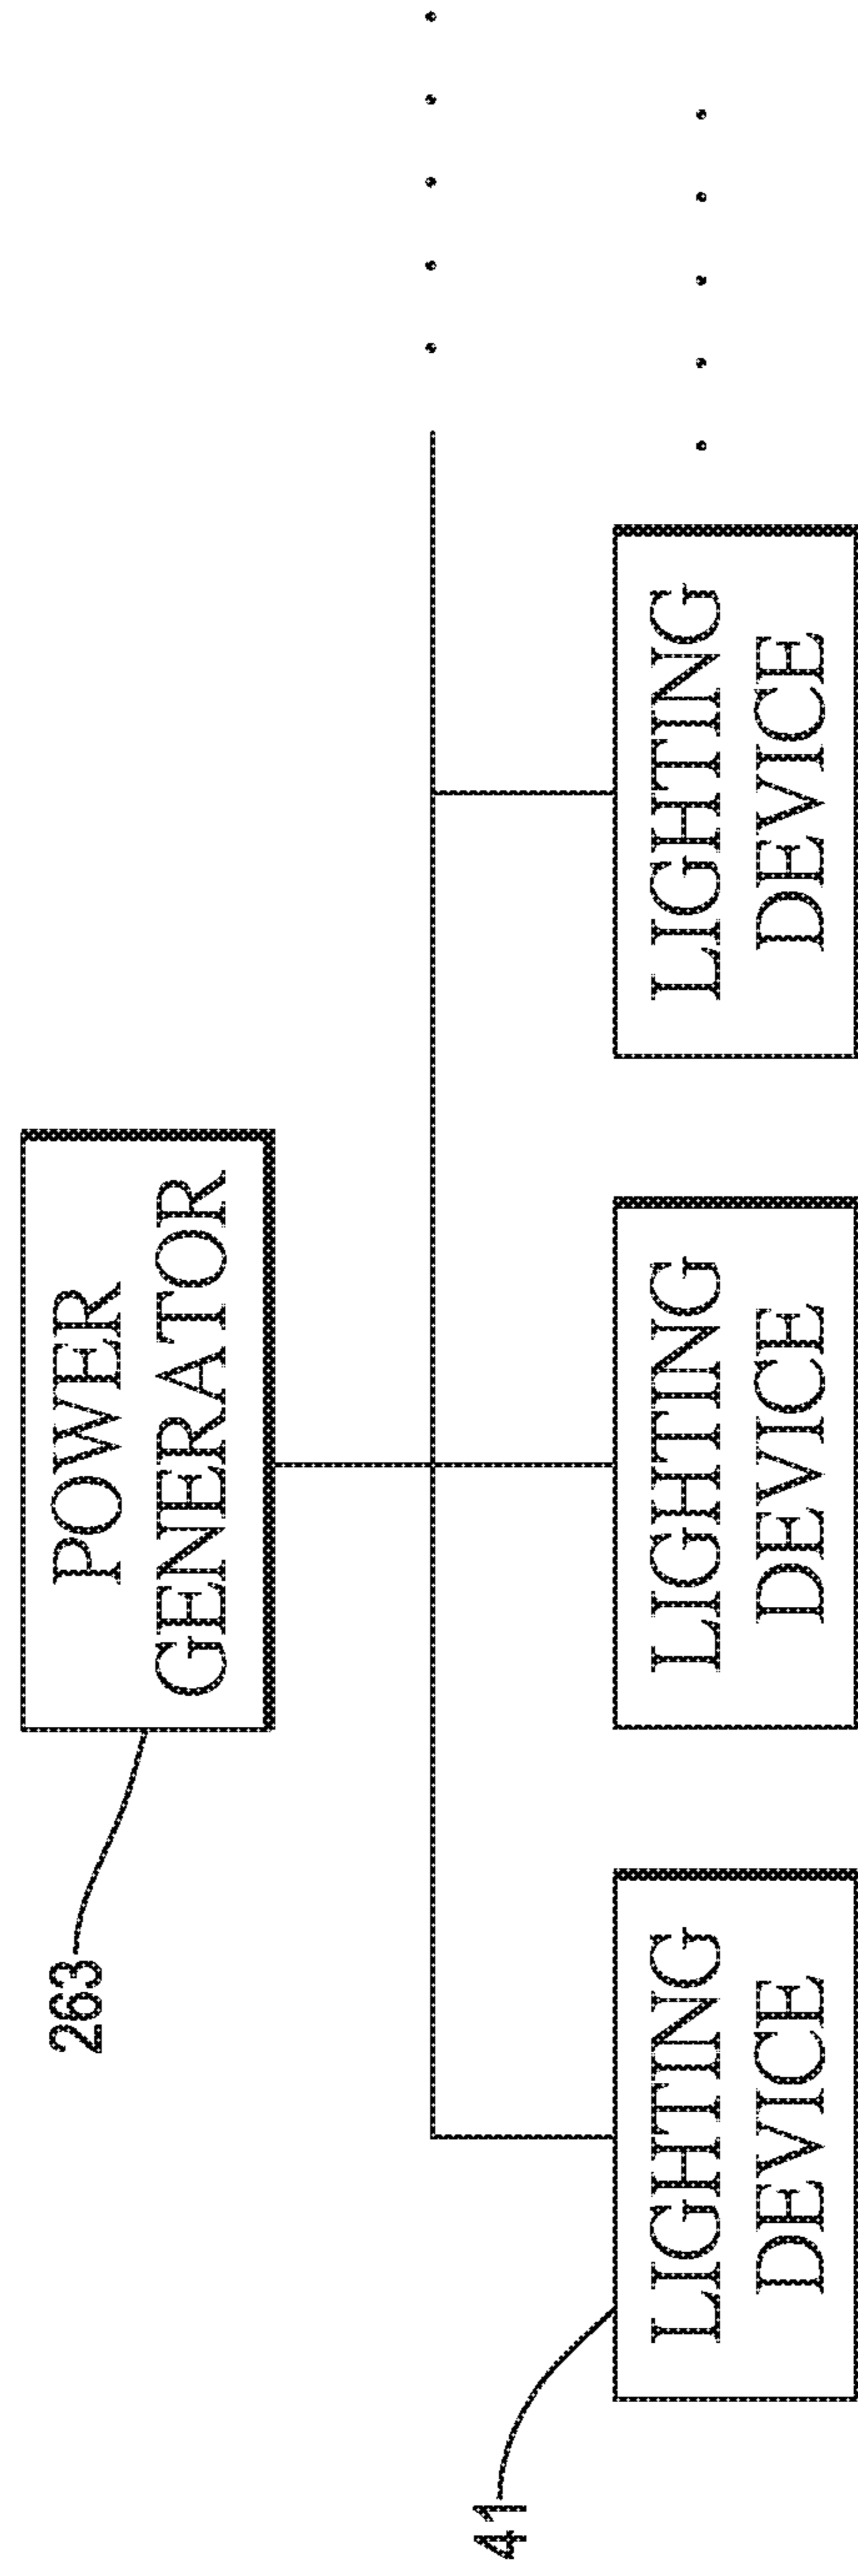 263
POWER
GENERATOR
41
LIGHTING
DEVICE
LIGHTING
DEVICE
LIGHTING
DEVICE